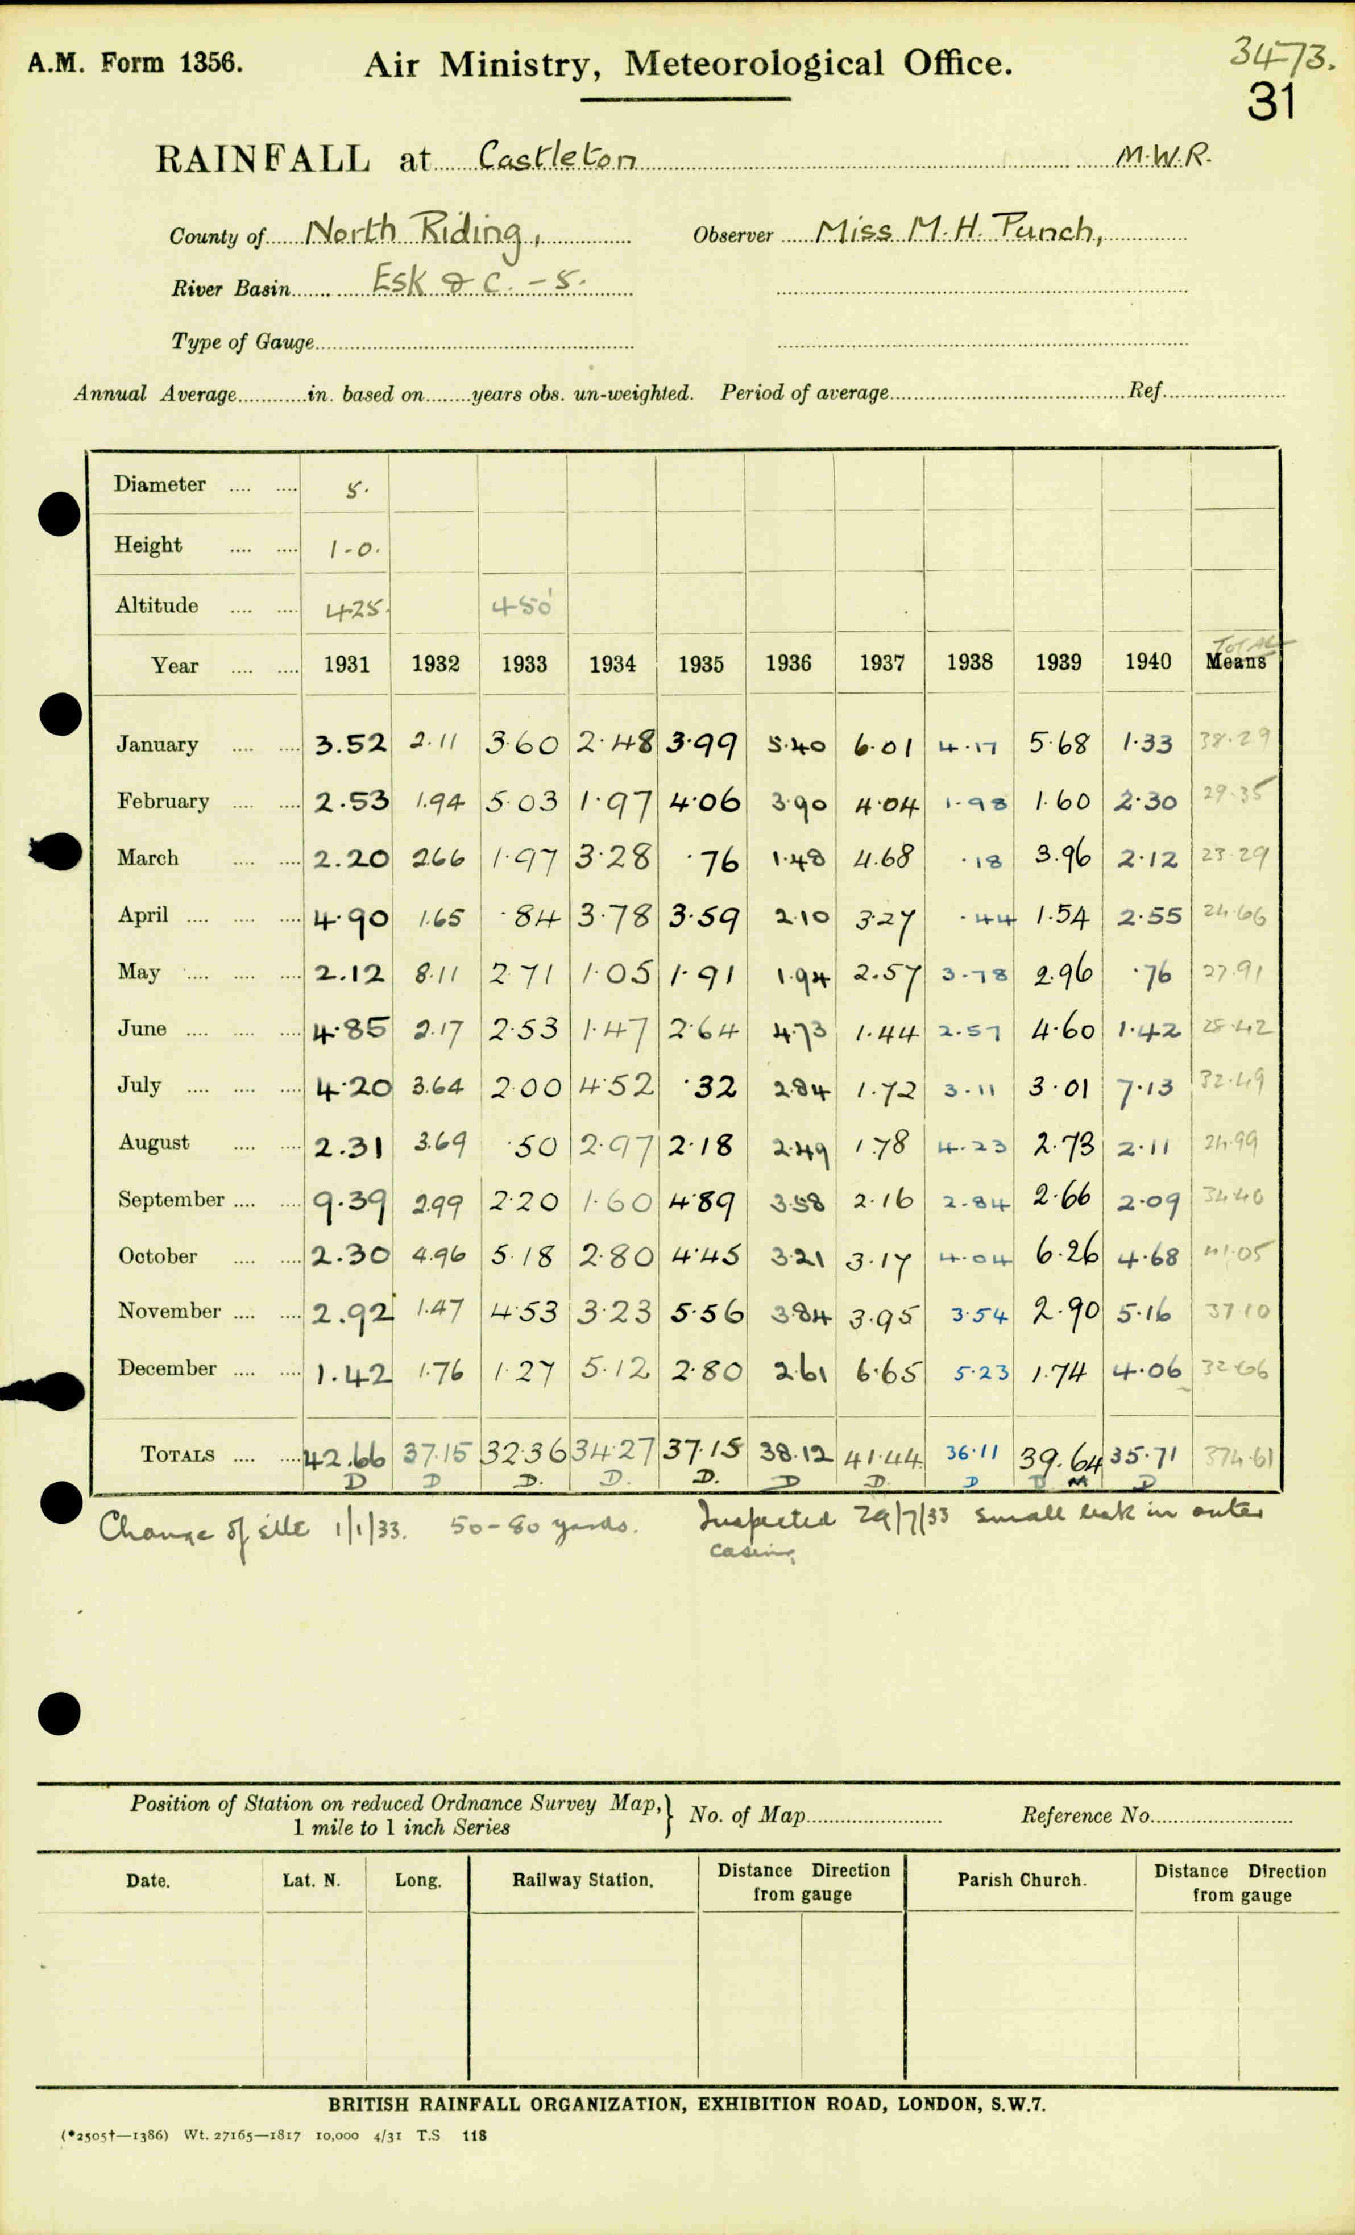 3473.
A.M. Form 1356. Air Ministry, Meteorological Office.
31
RAINFALL at Castleton M.W.R.
County of North Riding, Observer Miss M.H. Punch,
River Basin Esk & C. - 5.
Type of Gauge
Annual Average in. based on years obs. un-weighted. Period of average Ref.
Diameter 5.
Height 1-0.
Altitude 425. 450'
TOTAL
Year 1931 1932 1933 1934 1935 1936 1937 1938 1939 1940 Means
January 3.52 2.11 3.60 2.48 3.99 5.40 6.01 4.17 5.68 1.33 38.29
February 2.53 1.94 5.03 1.97 4.06 3.90 4.04 1.98 1.60 2.30 29.35
March 2.20 2.66 1.97 3.28 .76 1.48 4.68 .18 3.96 2.12 23.29
April 4.90 1.65 .84 3.78 3.59 2.10 3.27 .44 1.54 2.55 24.66
May 2.12 8.11 2.71 1.05 1.91 1.94 2.57 3.78 2.96 .76 27.91
June 4.85 2.17 2.53 1.47 2.64 4.73 1.44 2.57 4.60 1.42 28.42
July 4.20 3.64 2.00 4.52 .32 2.84 1.72 3.11 3.01 7.13 32.49
August 2.31 3.69 .50 2.97 2.18 2.49 1.78 4.23 2.73 2.11 24.99
September 9.39 2.99 2.20 1.60 4.89 3.58 2.16 2.84 2.66 2.09 34.40
October 2.30 4.96 5.18 2.80 4.45 3.21 3.17 4.04 6.26 4.68 41.05
November 2.92 1.47 4.53 3.23 5.56 3.84 3.95 3.54 2.90 5.16 37.10
December 1.42 1.76 1.27 5.12 2.80 2.61 6.65 5.23 1.74 4.06 32.66
TOTALS 42.66 37.15 32.36 34.27 37.15 38.12 41.44 36.11 39.64 35.71 374.61
D D D. D. D. D D. D D M D
Change of site 1/1/33. 50-80 yards. Inspected 29/7/33 small leak in outer
casing
Position of Station on reduced Ordnance Survey Map, } No. of Map Reference No.
1 mile to 1 inch Series
Date. Lat. N. Long. Railway Station. Distance Direction from gauge Parish Church. Distance Direction from gauge
BRITISH RAINFALL ORGANIZATION, EXHIBITION ROAD, LONDON, S.W.7.
(*2505†—1386) Wt. 27165—1817 10,000 4/31 T.S 118